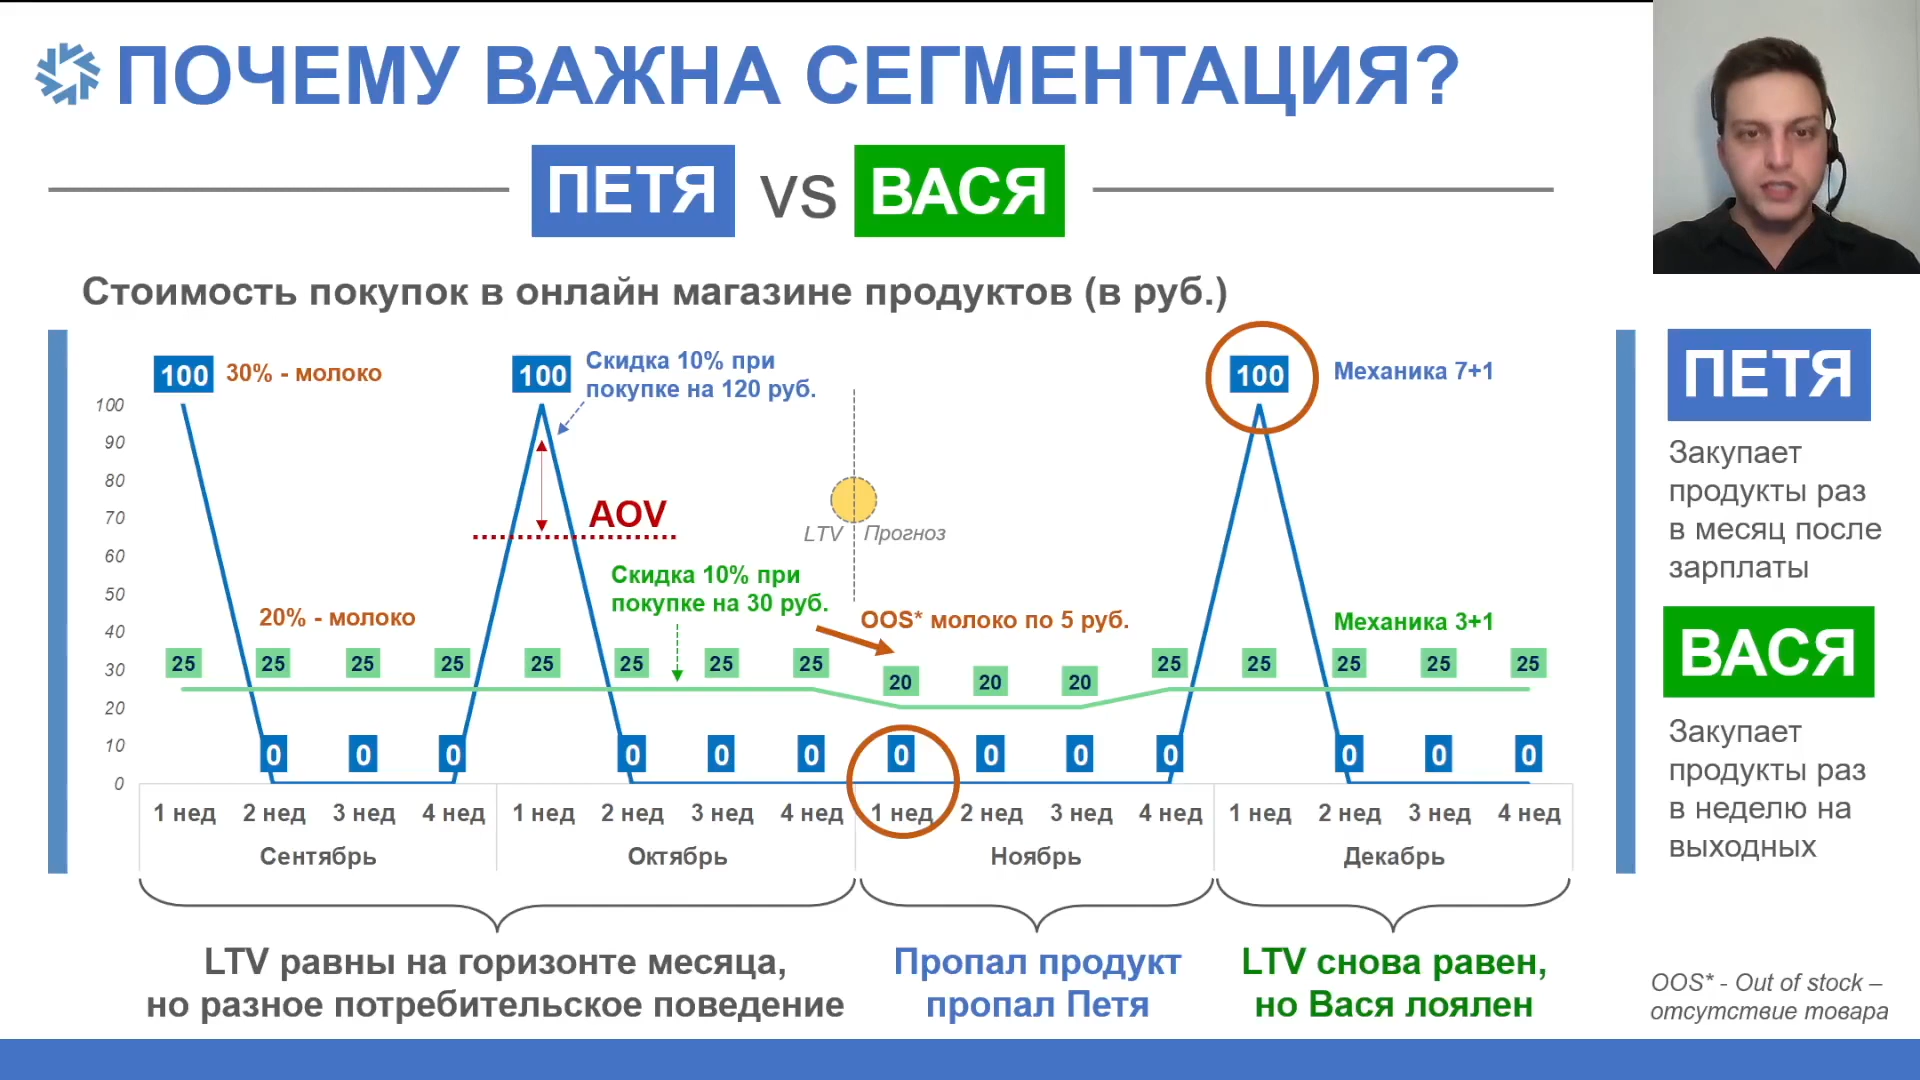 ПОЧЕМУ ВАЖНА СЕГМЕНТАЦИЯ?
ПЕТЯ VS ВАСЯ
Стоимость покупок в онлайн магазине продуктов (в руб.)
100 30% - молоко
100 Скидка 10% при
покупке на 120 руб.
100 Механика 7+1
100
90
80
70
60
50
40
30
20
10
0
AOV
LTV Прогноз
Скидка 10% при
покупке на 30 руб.
20% - молоко
OOS* молоко по 5 руб.
Механика 3+1
25 25 25 25 25 25 25 25 20 20 20 25 25 25 25 25
0 0 0 0 0 0 0 0 0 0 0 0 0
1 нед 2 нед 3 нед 4 нед 1 нед 2 нед 3 нед 4 нед 1 нед 2 нед 3 нед 4 нед 1 нед 2 нед 3 нед 4 нед
Сентябрь Октябрь Ноябрь Декабрь
LTV равны на горизонте месяца,
но разное потребительское поведение
Пропал продукт
пропал Петя
LTV снова равен,
но Вася лоялен
ПЕТЯ
Закупает
продукты раз
в месяц после
зарплаты
ВАСЯ
Закупает
продукты раз
в неделю на
выходных
OOS* - Out of stock –
отсутствие товара